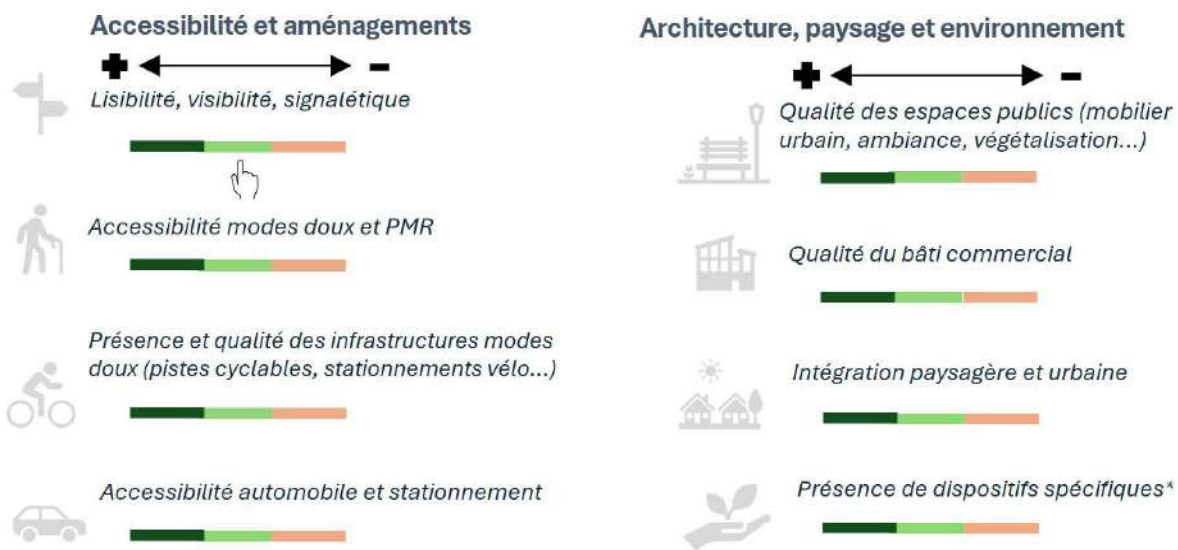 Accessibilité et aménagements
+ -
Lisibilité, visibilité, signalétique
Accessibilité modes doux et PMR
Présence et qualité des infrastructures modes
doux (pistes cyclables, stationnements vélo...)
Accessibilité automobile et stationnement
Architecture, paysage et environnement
+ -
Qualité des espaces publics (mobilier
urbain, ambiance, végétalisation...)
Qualité du bâti commercial
Intégration paysagère et urbaine
Présence de dispositifs spécifiques*